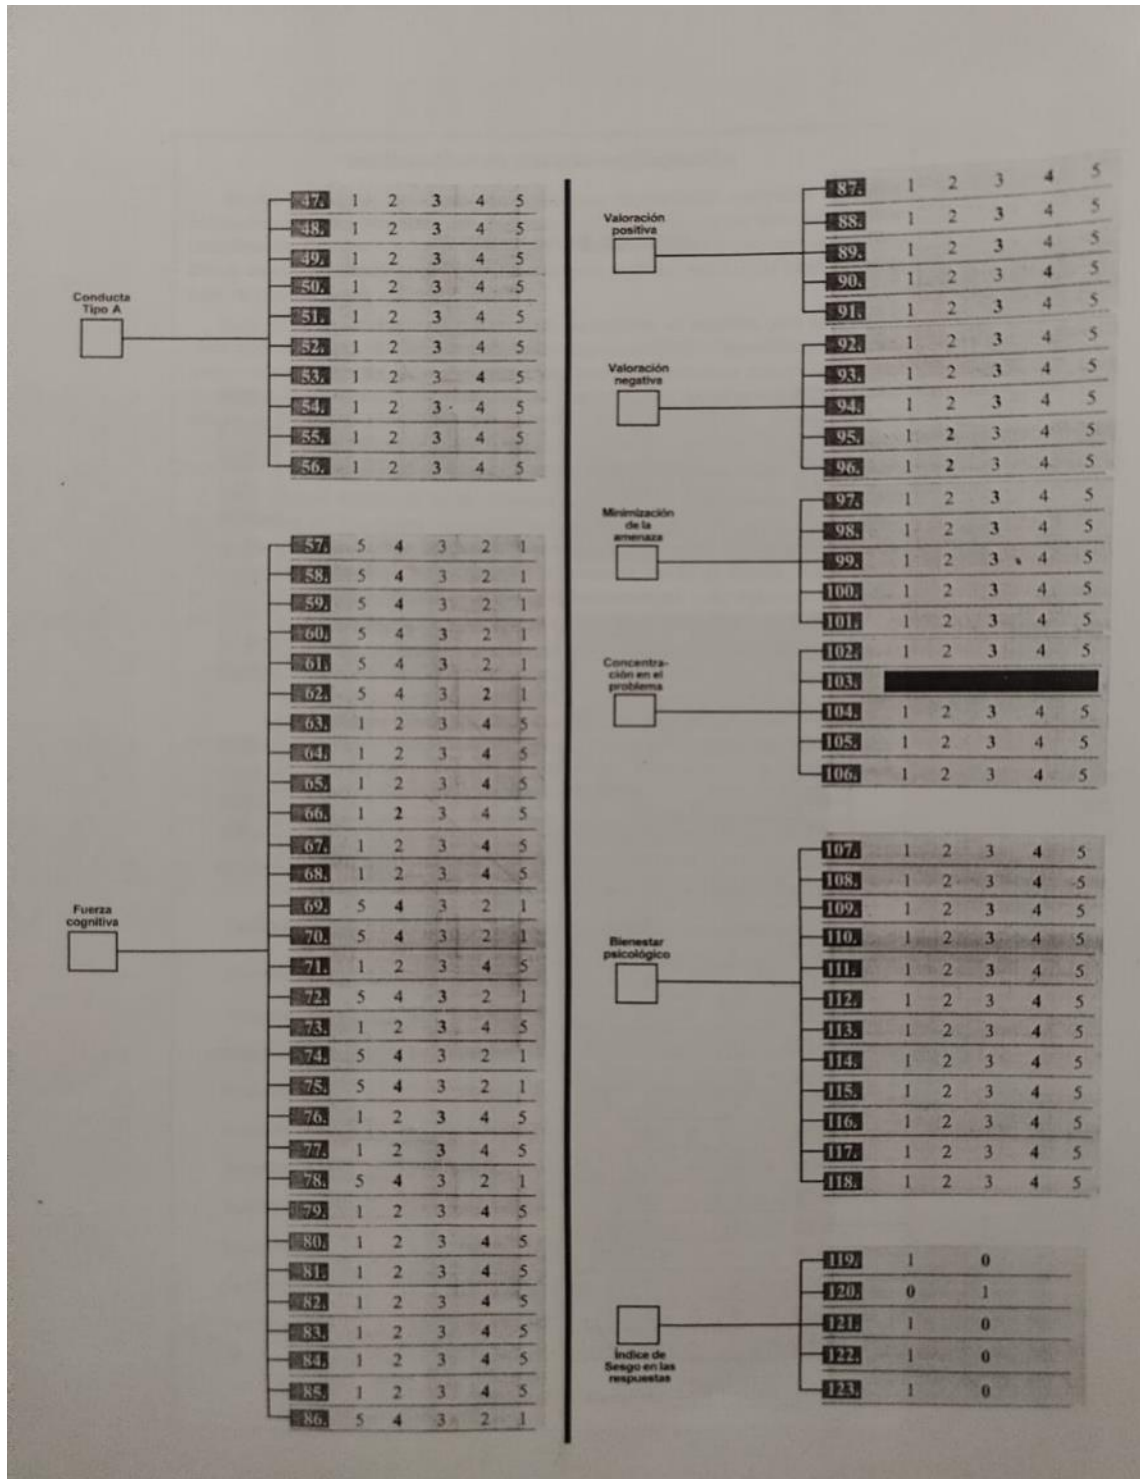 Conducta
Tipo A
47. 1 2 3 4 5
48. 1 2 3 4 5
49. 1 2 3 4 5
50. 1 2 3 4 5
51. 1 2 3 4 5
52. 1 2 3 4 5
53. 1 2 3 4 5
54. 1 2 3 4 5
55. 1 2 3 4 5
56. 1 2 3 4 5
Fuerza
cognitiva
57. 5 4 3 2 1
58. 5 4 3 2 1
59. 5 4 3 2 1
60. 5 4 3 2 1
61. 5 4 3 2 1
62. 5 4 3 2 1
63. 1 2 3 4 5
64. 1 2 3 4 5
65. 1 2 3 4 5
66. 1 2 3 4 5
67. 1 2 3 4 5
68. 1 2 3 4 5
69. 5 4 3 2 1
70. 5 4 3 2 1
71. 1 2 3 4 5
72. 5 4 3 2 1
73. 1 2 3 4 5
74. 5 4 3 2 1
75. 5 4 3 2 1
76. 1 2 3 4 5
77. 1 2 3 4 5
78. 5 4 3 2 1
79. 1 2 3 4 5
80. 1 2 3 4 5
81. 1 2 3 4 5
82. 1 2 3 4 5
83. 1 2 3 4 5
84. 1 2 3 4 5
85. 1 2 3 4 5
86. 5 4 3 2 1
Valoración
positiva
87. 1 2 3 4 5
88. 1 2 3 4 5
89. 1 2 3 4 5
90. 1 2 3 4 5
91. 1 2 3 4 5
Valoración
negativa
92. 1 2 3 4 5
93. 1 2 3 4 5
94. 1 2 3 4 5
95. 1 2 3 4 5
96. 1 2 3 4 5
Minimización
de la
amenaza
97. 1 2 3 4 5
98. 1 2 3 4 5
99. 1 2 3 4 5
100. 1 2 3 4 5
101. 1 2 3 4 5
Concentra-
ción en el
problema
102. 1 2 3 4 5
103.
104. 1 2 3 4 5
105. 1 2 3 4 5
106. 1 2 3 4 5
Bienestar
psicológico
107. 1 2 3 4 5
108. 1 2 3 4 5
109. 1 2 3 4 5
110. 1 2 3 4 5
111. 1 2 3 4 5
112. 1 2 3 4 5
113. 1 2 3 4 5
114. 1 2 3 4 5
115. 1 2 3 4 5
116. 1 2 3 4 5
117. 1 2 3 4 5
118. 1 2 3 4 5
119. 1 0
120. 0 1
121. 1 0
122. 1 0
123. 1 0
Índice de
Sesgo en las
respuestas